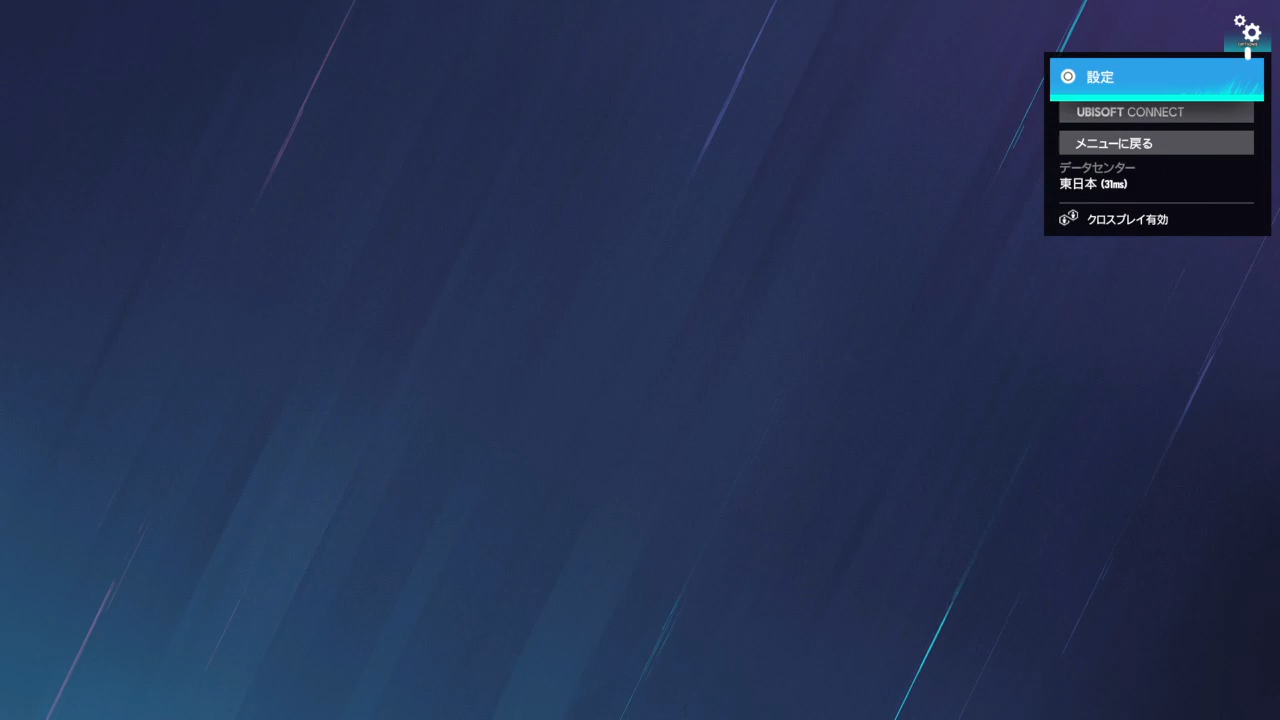 OPTIONS
設定
UBISOFT CONNECT
メニューに戻る
データセンター
東日本 (31ms)
クロスプレイ有効